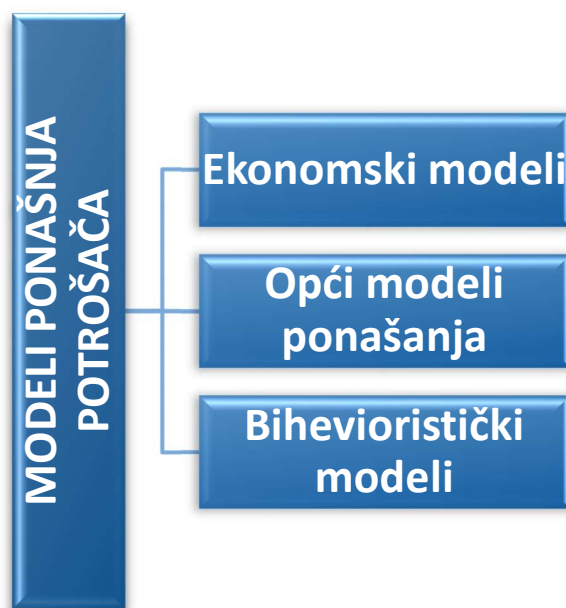 MODELI PONAŠNJA
POTROŠAČA
Ekonomski modeli
Opći modeli
ponašanja
Bihevioristički
modeli